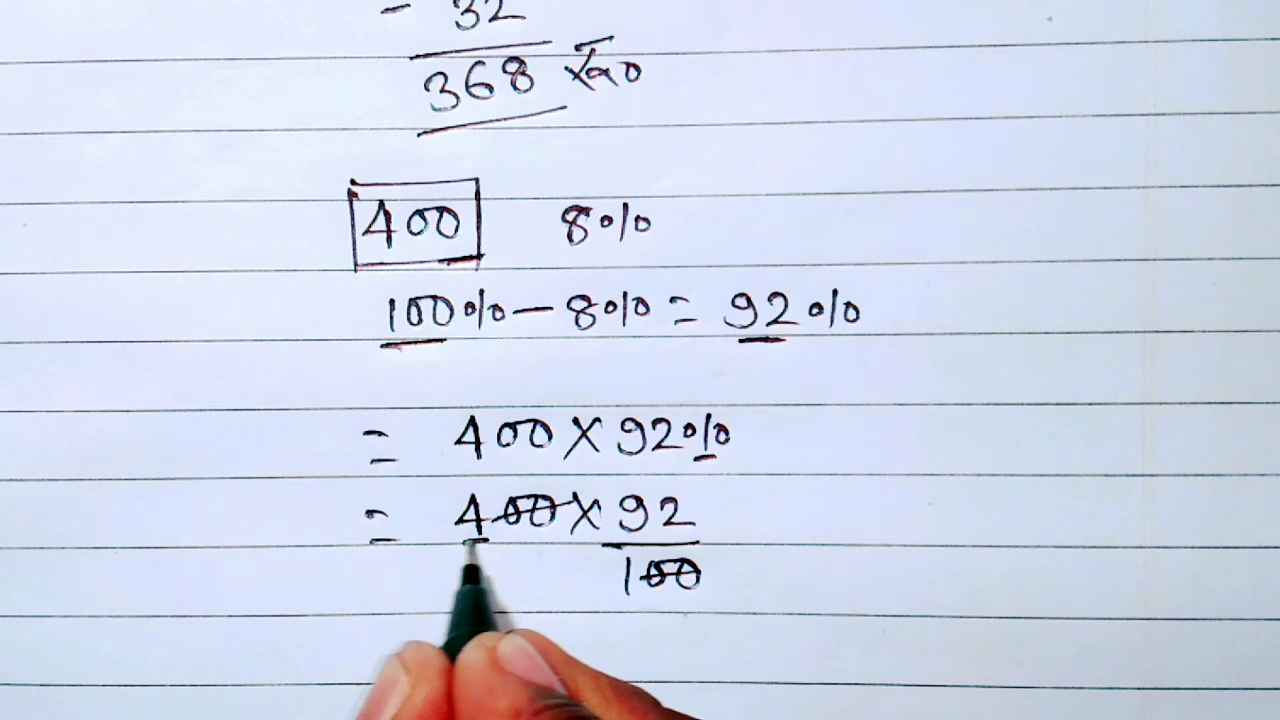 - 32
368
400 8%
100% - 8% = 92%
= 400 × 92%
= 400 × 92
100